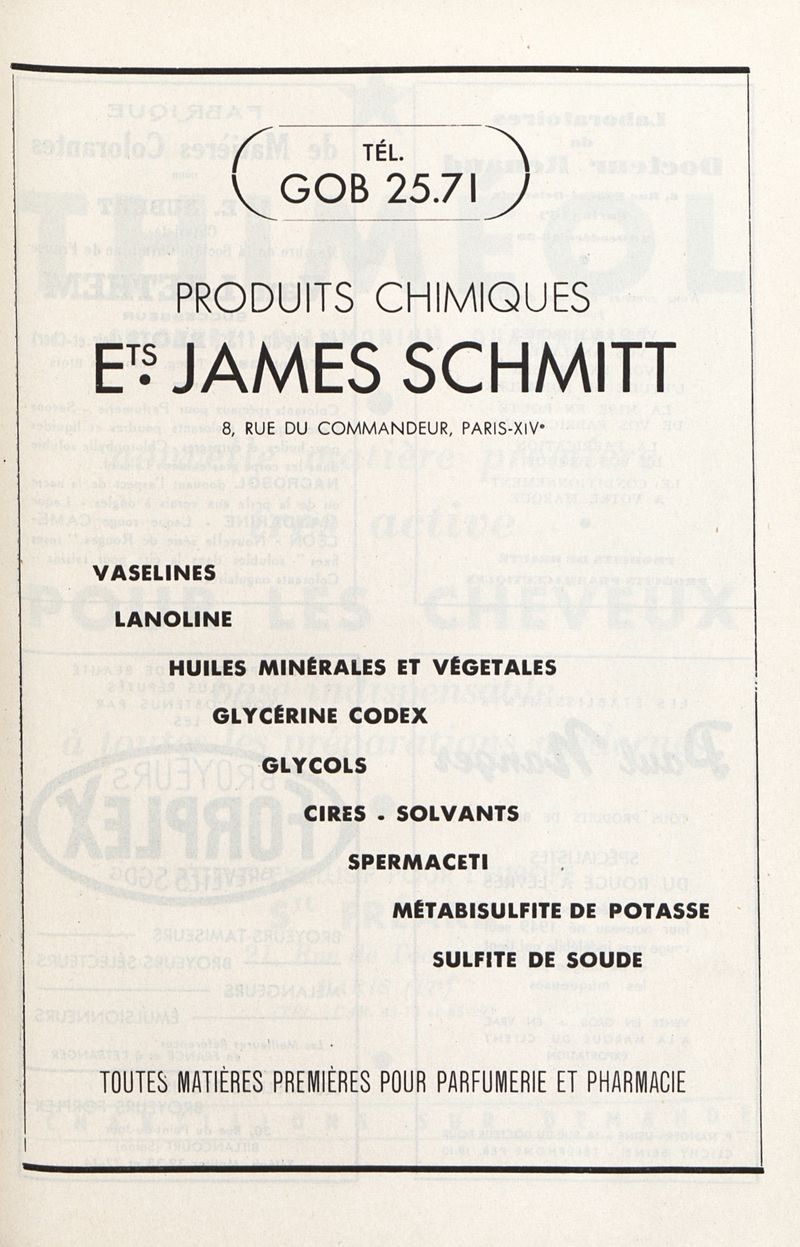 TÉL.
GOB 25.71
PRODUITS CHIMIQUES
ETS. JAMES SCHMITT
8, RUE DU COMMANDEUR, PARIS-XIVe
VASELINES
LANOLINE
HUILES MINÉRALES ET VÉGETALES
GLYCÉRINE CODEX
GLYCOLS
CIRES . SOLVANTS
SPERMACETI
MÉTABISULFITE DE POTASSE
SULFITE DE SOUDE
TOUTES MATIÈRES PREMIÈRES POUR PARFUMERIE ET PHARMACIE